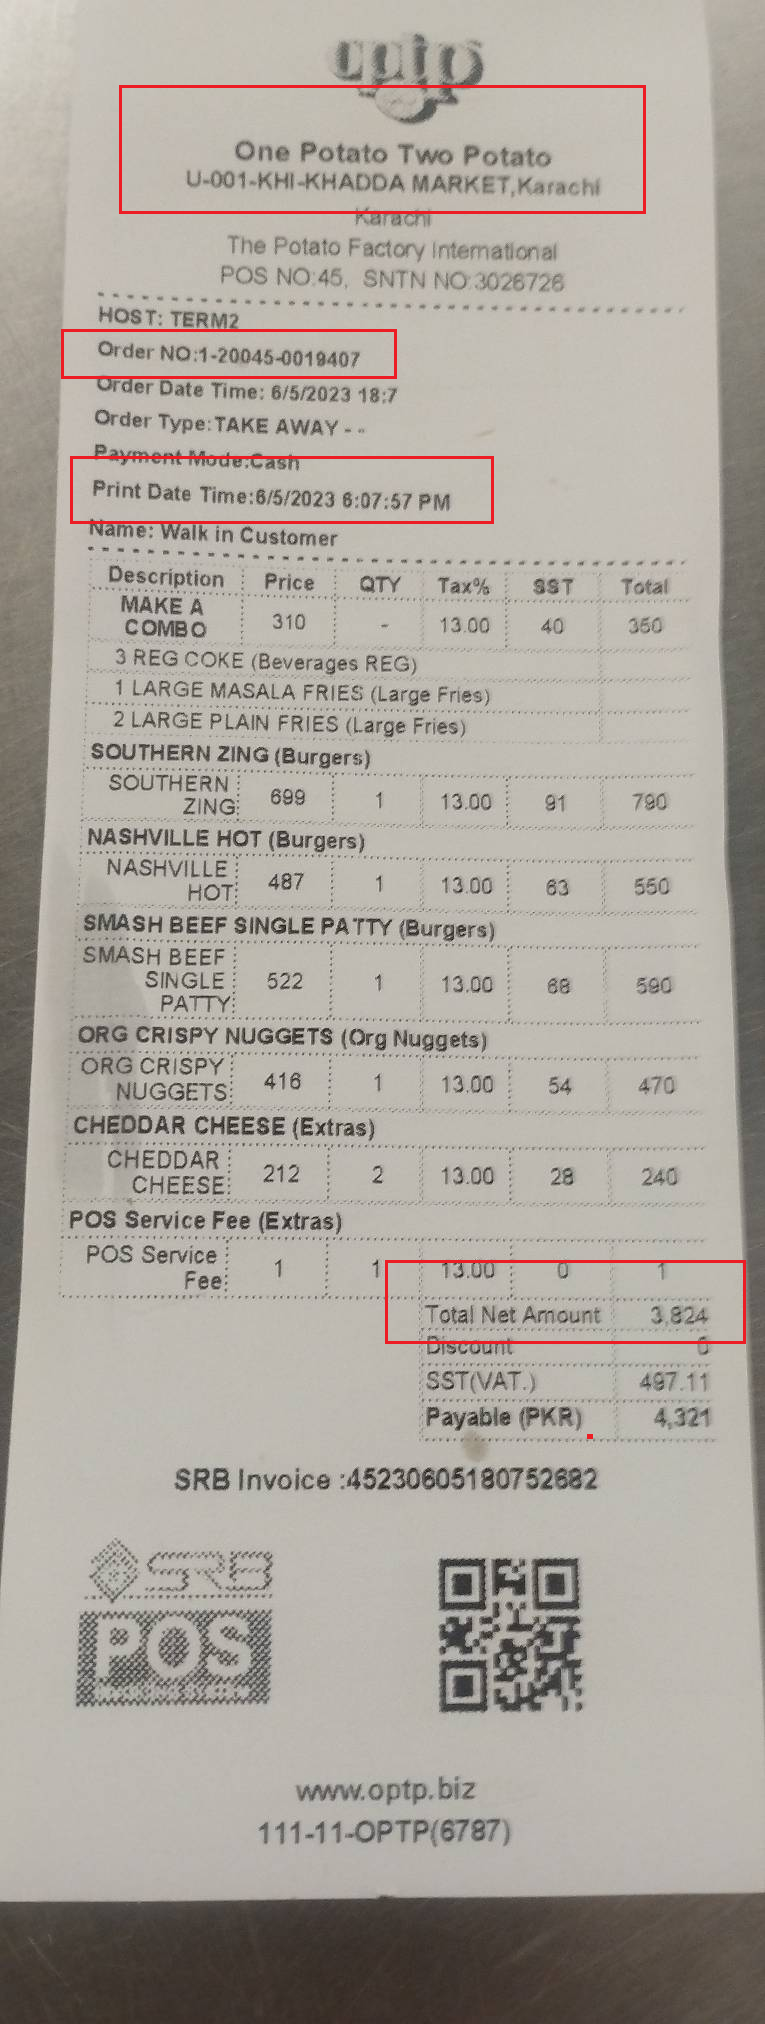 optp
One Potato Two Potato
U-001-KHI-KHADDA MARKET,Karachi
Karachi
The Potato Factory International
POS NO:45, SNTN NO:3026726
HOST: TERM2
Order NO:1-20045-0019407
Order Date Time: 6/5/2023 18:7
Order Type:TAKE AWAY - -
Payment Mode:Cash
Print Date Time:6/5/2023 6:07:57 PM
Name: Walk in Customer
Description Price QTY Tax% SST Total
MAKE A COMBO 310 - 13.00 40 350
3 REG COKE (Beverages REG)
1 LARGE MASALA FRIES (Large Fries)
2 LARGE PLAIN FRIES (Large Fries)
SOUTHERN ZING (Burgers)
SOUTHERN ZING 699 1 13.00 91 790
NASHVILLE HOT (Burgers)
NASHVILLE HOT 487 1 13.00 63 550
SMASH BEEF SINGLE PATTY (Burgers)
SMASH BEEF SINGLE PATTY 522 1 13.00 68 590
ORG CRISPY NUGGETS (Org Nuggets)
ORG CRISPY NUGGETS 416 1 13.00 54 470
CHEDDAR CHEESE (Extras)
CHEDDAR CHEESE 212 2 13.00 28 240
POS Service Fee (Extras)
POS Service Fee 1 1 13.00 0 1
Total Net Amount 3,824
Discount 0
SST(VAT.) 497.11
Payable (PKR) 4,321
SRB Invoice :45230605180752682
SRB
POS
www.optp.biz
111-11-OPTP(6787)